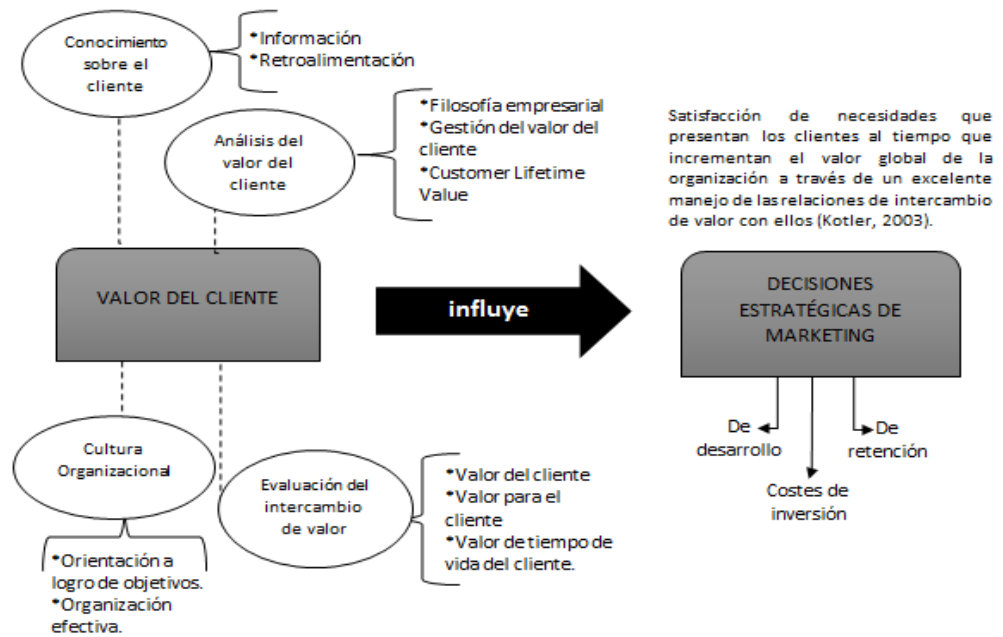 Conocimiento
sobre el
cliente
*Información
*Retroalimentación
Análisis del
valor del
cliente
*Filosofía empresarial
*Gestión del valor del
cliente
*Customer Lifetime
Value
Satisfacción de necesidades que
presentan los clientes al tiempo que
incrementan el valor global de la
organización a través de un excelente
manejo de las relaciones de intercambio
de valor con ellos (Kotler, 2003).
VALOR DEL CLIENTE
influye
DECISIONES
ESTRATÉGICAS DE
MARKETING
De
desarrollo
De
retención
Costes de
inversión
Cultura
Organizacional
*Orientación a
logro de objetivos.
*Organización
efectiva.
Evaluación del
intercambio
de valor
*Valor del cliente
*Valor para el
cliente
*Valor de tiempo de
vida del cliente.